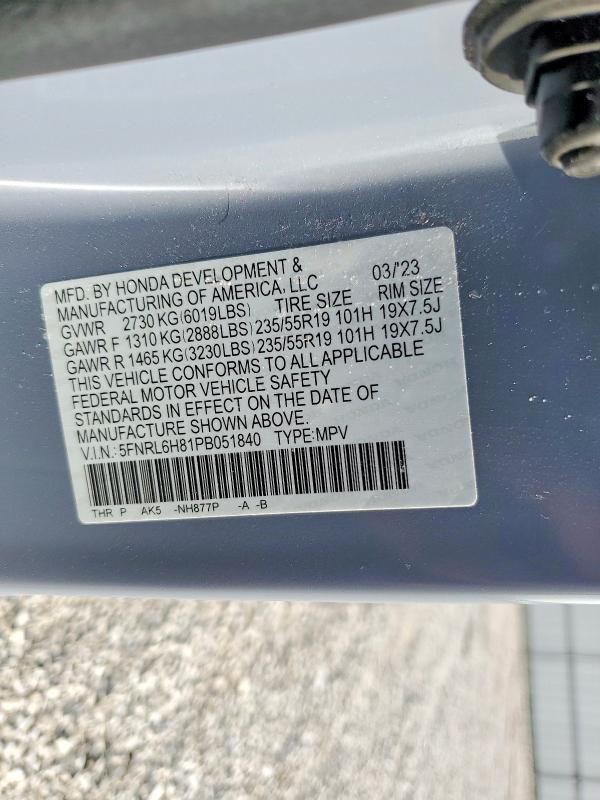 MFD. BY HONDA DEVELOPMENT & 03/'23
MANUFACTURING OF AMERICA, LLC
GVWR 2730 KG(6019LBS) TIRE SIZE RIM SIZE
GAWR F 1310 KG(2888LBS) 235/55R19 101H 19X7.5J
GAWR R 1465 KG(3230LBS) 235/55R19 101H 19X7.5J
THIS VEHICLE CONFORMS TO ALL APPLICABLE
FEDERAL MOTOR VEHICLE SAFETY
STANDARDS IN EFFECT ON THE DATE OF
MANUFACTURE SHOWN ABOVE.
V.I.N.: 5FNRL6H81PB051840 TYPE:MPV
THR P AK5 -NH877P -A -B